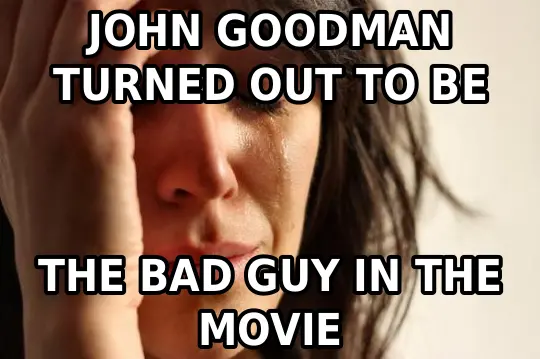 JOHN GOODMAN
TURNED OUT TO BE
THE BAD GUY IN THE
MOVIE